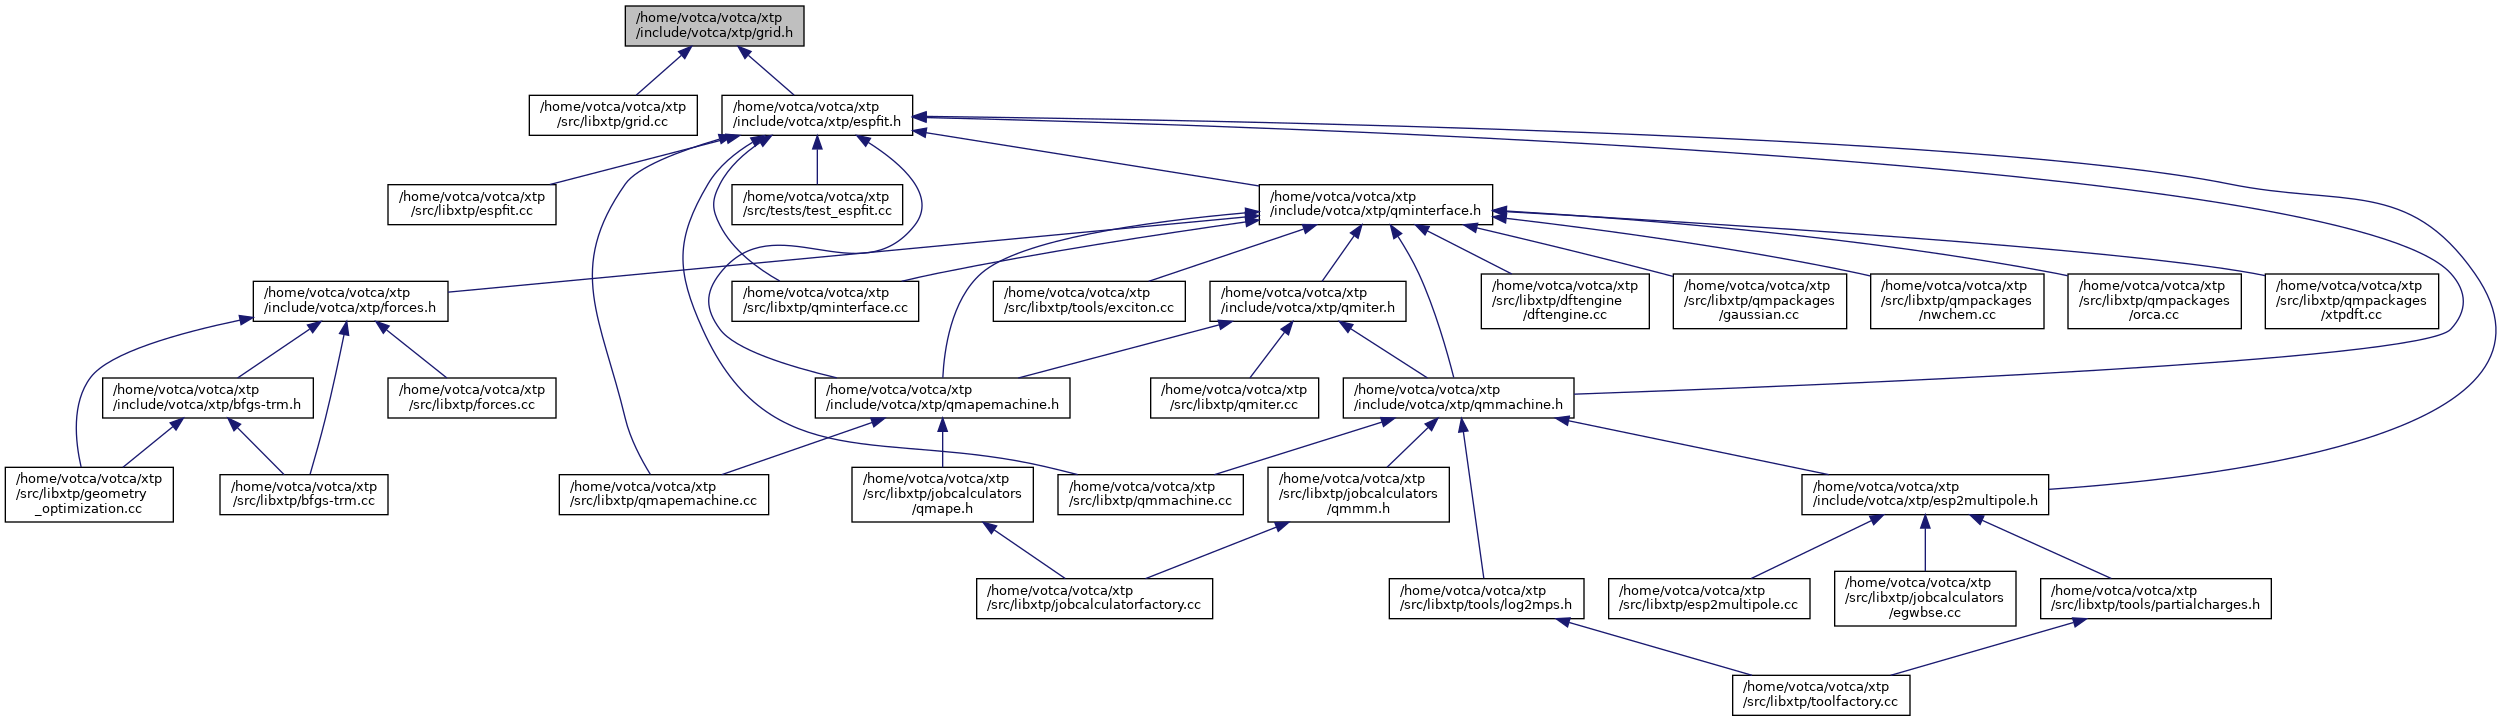 /home/votca/votca/xtp
/include/votca/xtp/grid.h
/home/votca/votca/xtp
/src/libxtp/grid.cc
/home/votca/votca/xtp
/include/votca/xtp/espfit.h
/home/votca/votca/xtp
/src/libxtp/espfit.cc
/home/votca/votca/xtp
/src/tests/test_espfit.cc
/home/votca/votca/xtp
/include/votca/xtp/qminterface.h
/home/votca/votca/xtp
/include/votca/xtp/forces.h
/home/votca/votca/xtp
/src/libxtp/qminterface.cc
/home/votca/votca/xtp
/src/libxtp/tools/exciton.cc
/home/votca/votca/xtp
/include/votca/xtp/qmiter.h
/home/votca/votca/xtp
/src/libxtp/dftengine
/dftengine.cc
/home/votca/votca/xtp
/src/libxtp/qmpackages
/gaussian.cc
/home/votca/votca/xtp
/src/libxtp/qmpackages
/nwchem.cc
/home/votca/votca/xtp
/src/libxtp/qmpackages
/orca.cc
/home/votca/votca/xtp
/src/libxtp/qmpackages
/xtpdft.cc
/home/votca/votca/xtp
/include/votca/xtp/bfgs-trm.h
/home/votca/votca/xtp
/src/libxtp/forces.cc
/home/votca/votca/xtp
/include/votca/xtp/qmapemachine.h
/home/votca/votca/xtp
/src/libxtp/qmiter.cc
/home/votca/votca/xtp
/include/votca/xtp/qmmachine.h
/home/votca/votca/xtp
/src/libxtp/geometry
_optimization.cc
/home/votca/votca/xtp
/src/libxtp/bfgs-trm.cc
/home/votca/votca/xtp
/src/libxtp/qmapemachine.cc
/home/votca/votca/xtp
/src/libxtp/jobcalculators
/qmape.h
/home/votca/votca/xtp
/src/libxtp/qmmachine.cc
/home/votca/votca/xtp
/src/libxtp/jobcalculators
/qmmm.h
/home/votca/votca/xtp
/include/votca/xtp/esp2multipole.h
/home/votca/votca/xtp
/src/libxtp/jobcalculatorfactory.cc
/home/votca/votca/xtp
/src/libxtp/tools/log2mps.h
/home/votca/votca/xtp
/src/libxtp/esp2multipole.cc
/home/votca/votca/xtp
/src/libxtp/jobcalculators
/egwbse.cc
/home/votca/votca/xtp
/src/libxtp/tools/partialcharges.h
/home/votca/votca/xtp
/src/libxtp/toolfactory.cc